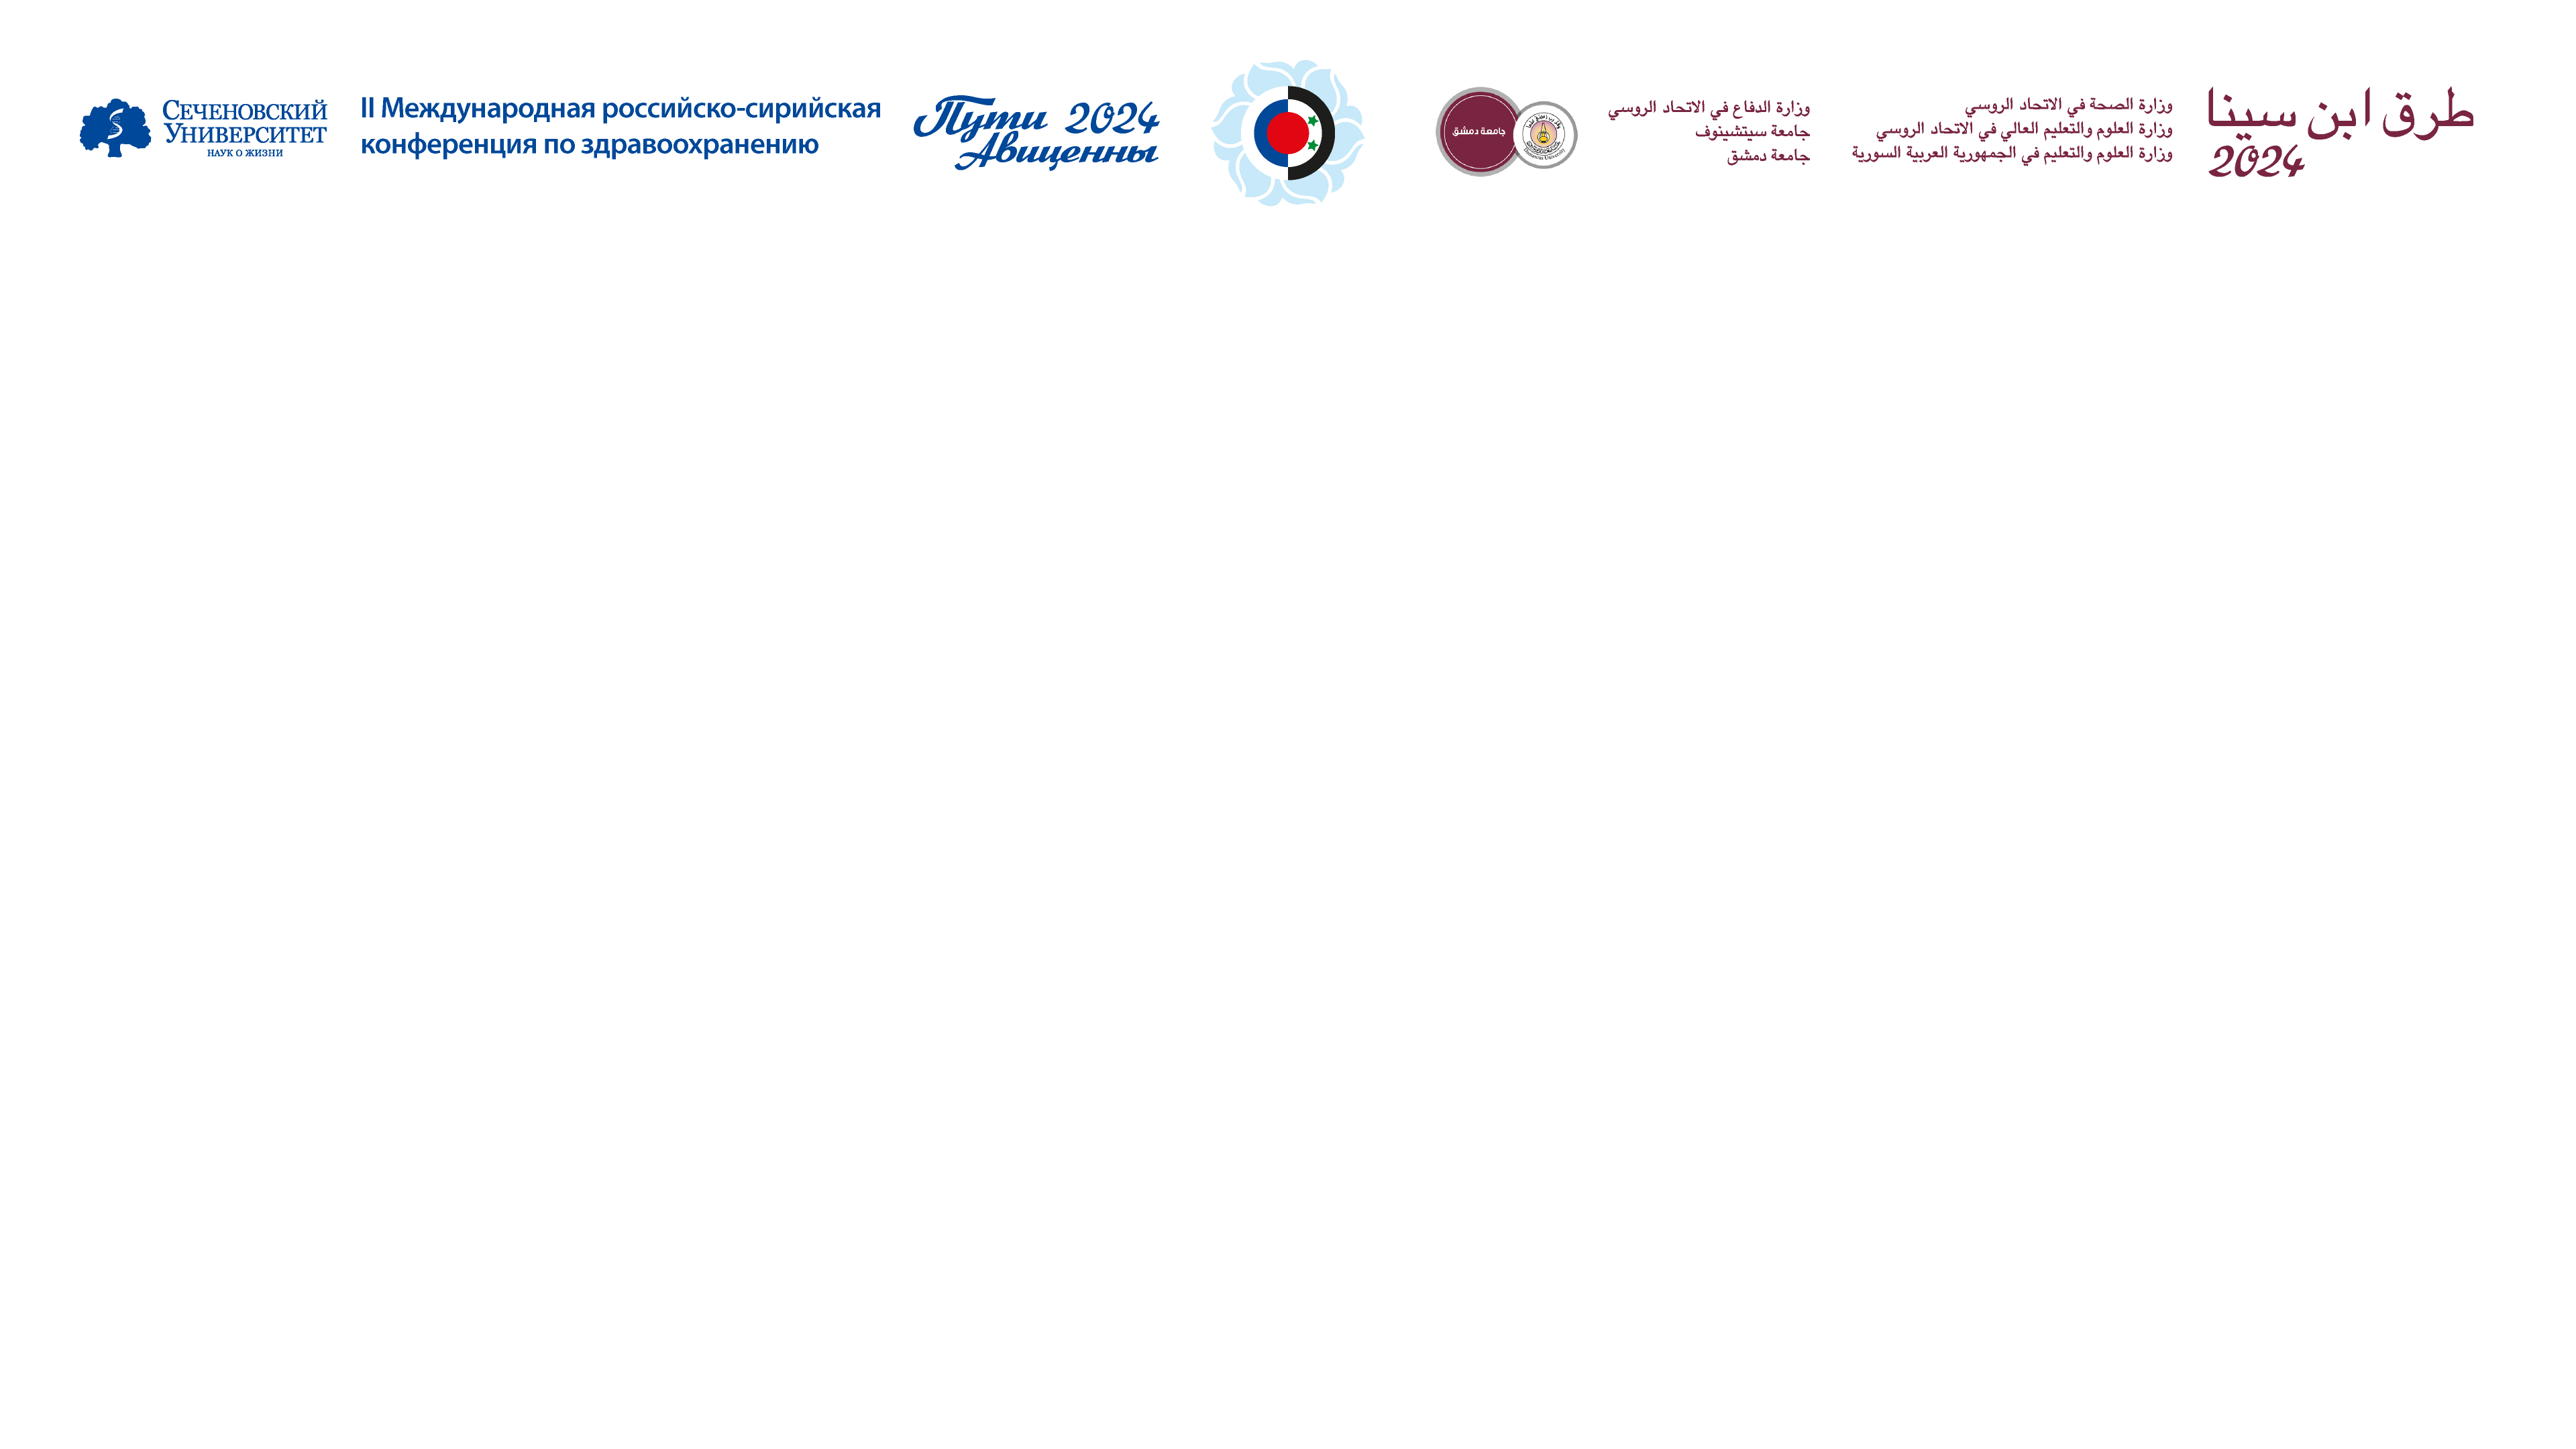 СЕЧЕНОВСКИЙ
УНИВЕРСИТЕТ
НАУК О ЖИЗНИ
II Международная российско-сирийская
конференция по здравоохранению
Пути 2024
Авиценны
جامعة دمشق
Damascus University
وزارة الدفاع في الاتحاد الروسي
جامعة سيتشينوف
جامعة دمشق
وزارة الصحة في الاتحاد الروسي
وزارة العلوم والتعليم العالي في الاتحاد الروسي
وزارة العلوم والتعليم في الجمهورية العربية السورية
طرق ابن سينا
2024